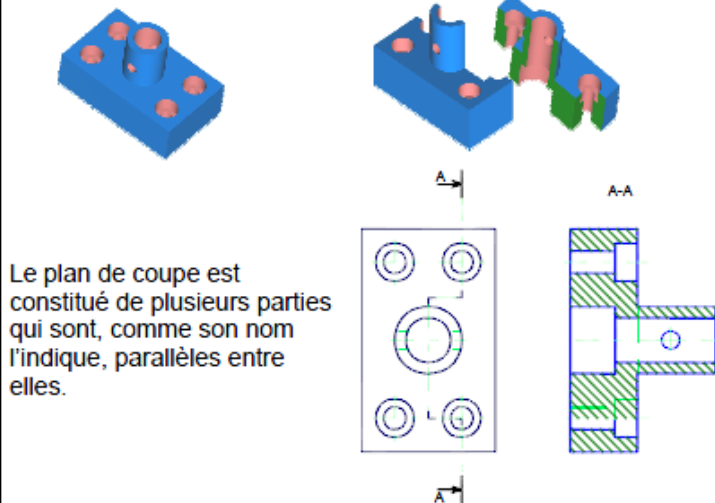 A
A-A
Le plan de coupe est
constitué de plusieurs parties
qui sont, comme son nom
l'indique, parallèles entre
elles.
A